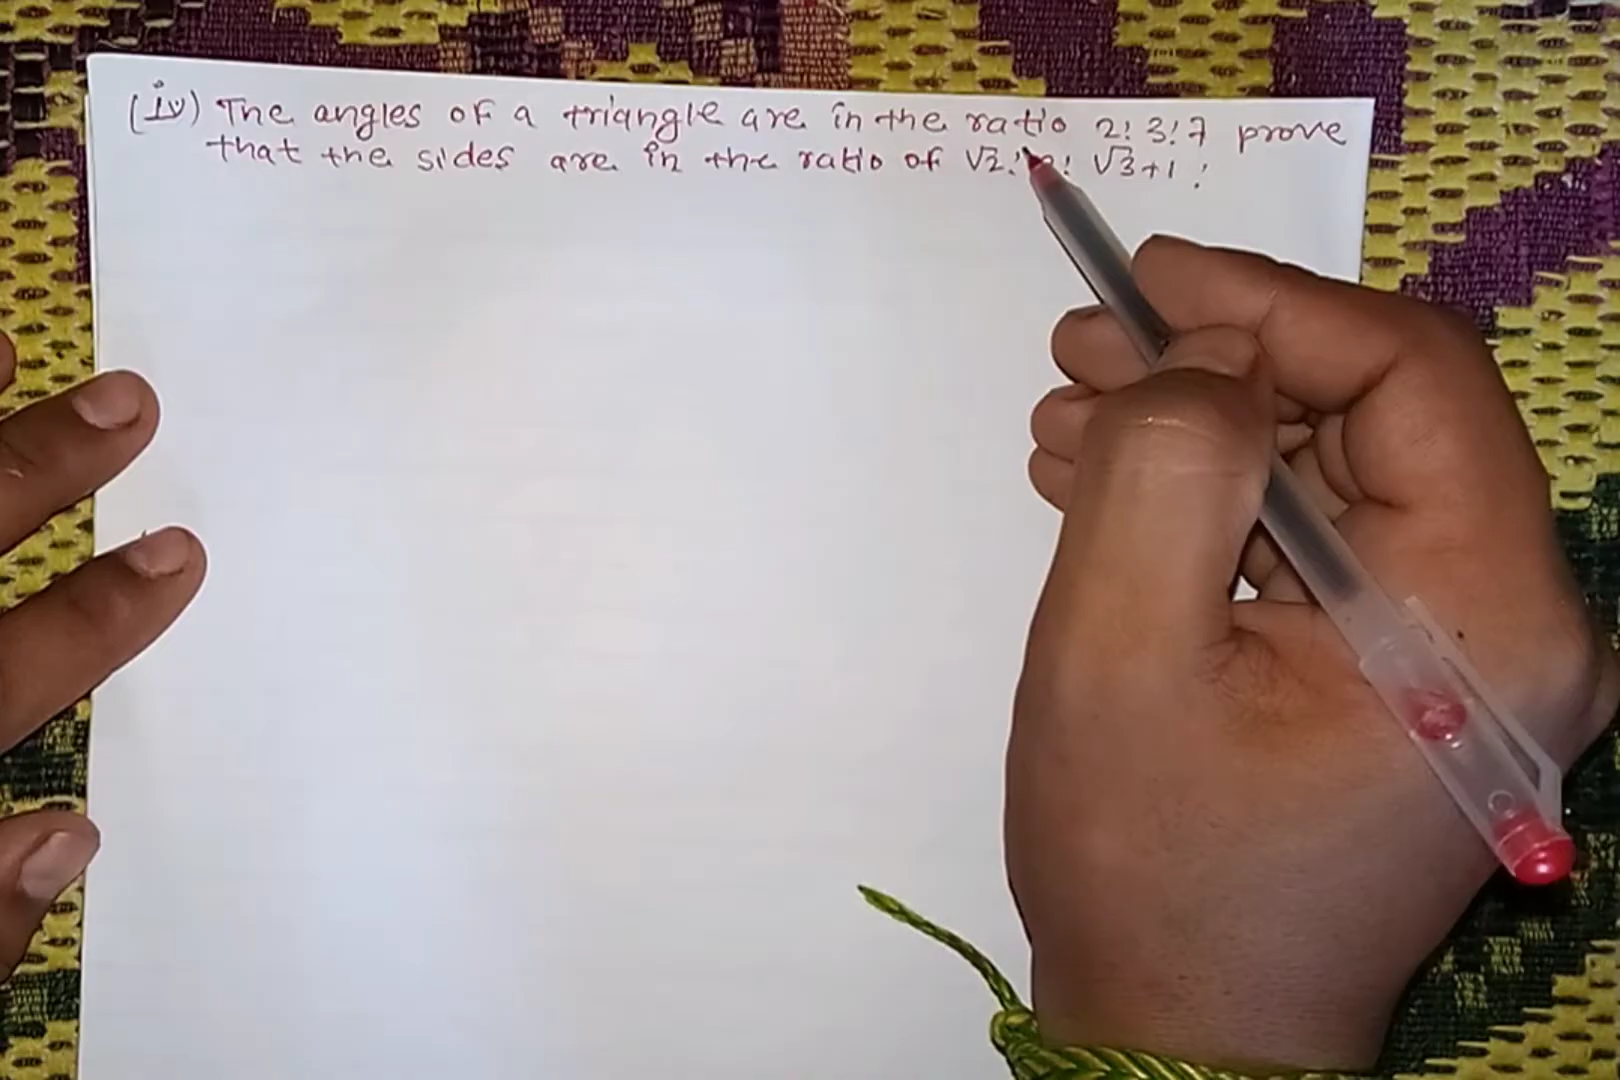 (iv) The angles of a triangle are in the ratio 2:3:7 prove
that the sides are in the ratio of √2: : √3+1 :